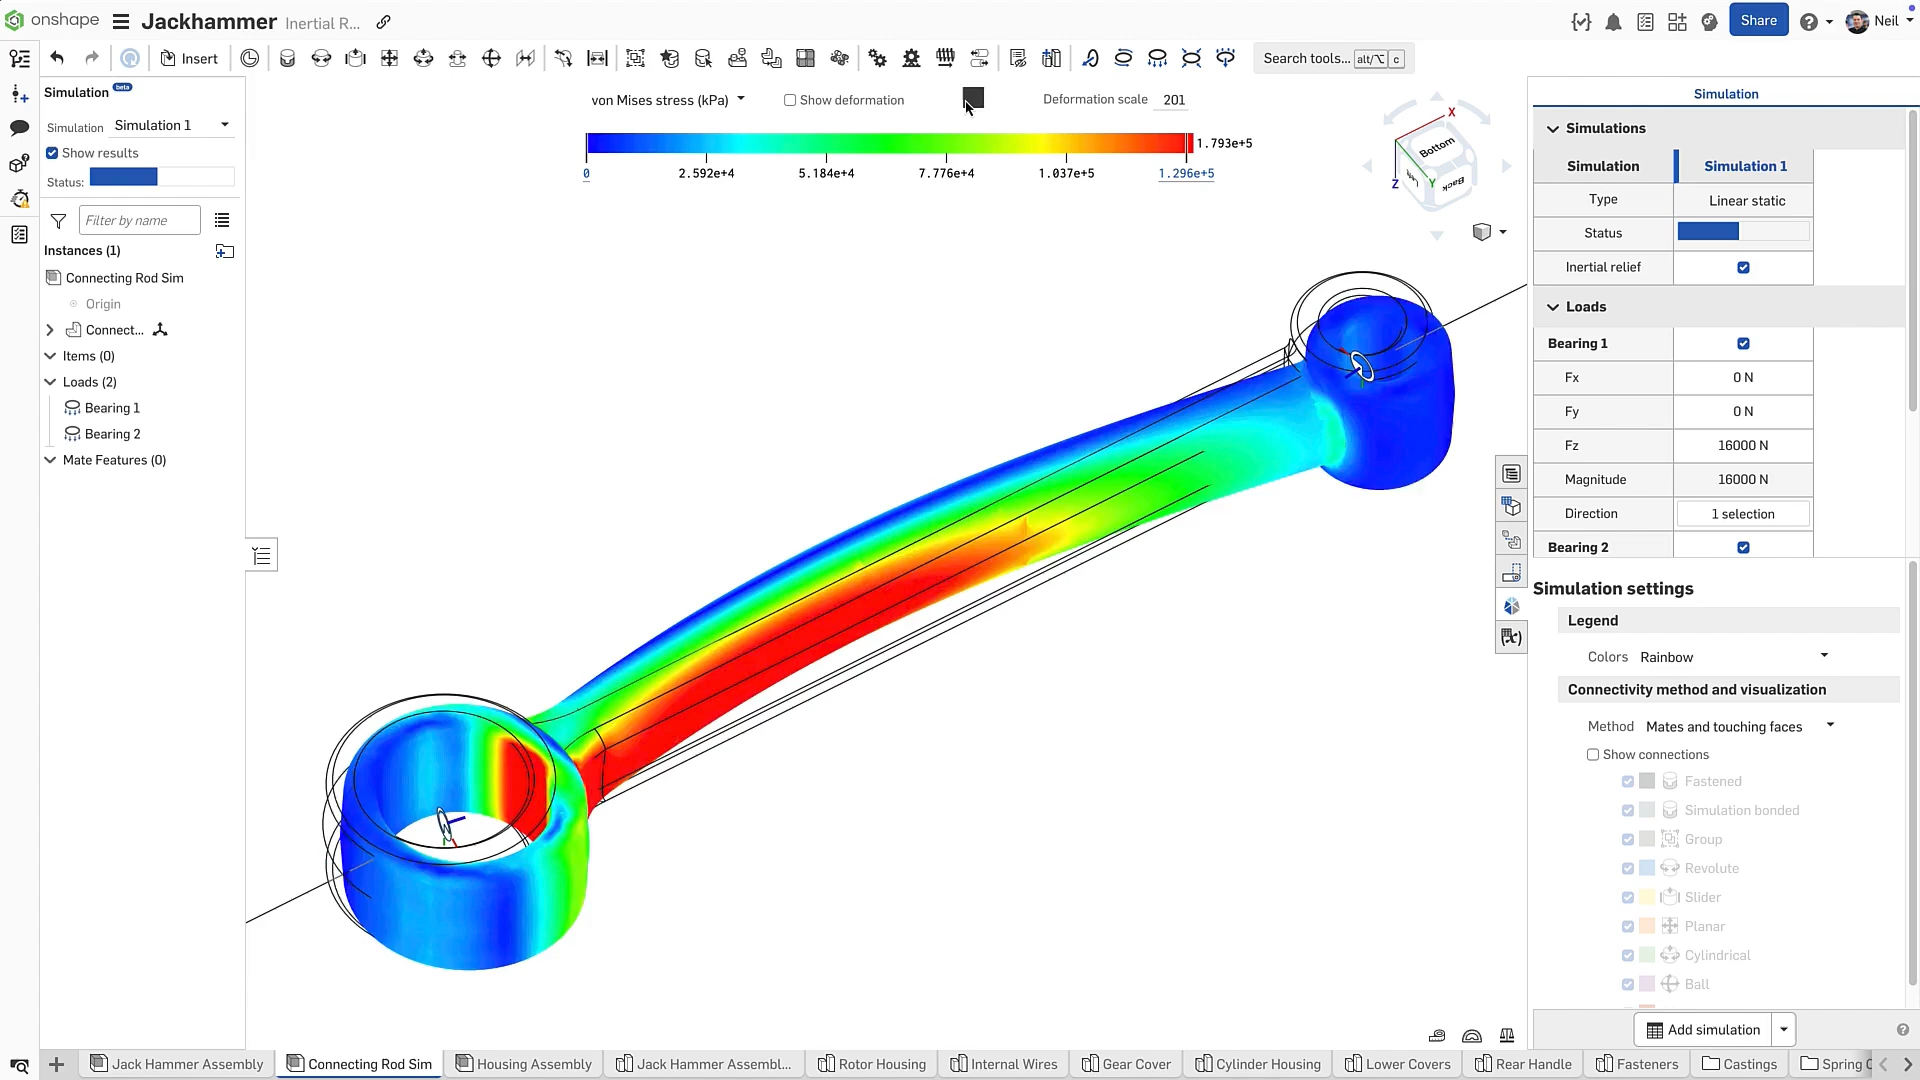 onshape
Jackhammer
Inertial R...
Share
Neil
Insert
Search tools...
alt/⌥ c
Simulation beta
Simulation Simulation 1
Show results
Status:
Filter by name
Instances (1)
Connecting Rod Sim
Origin
Connect...
Items (0)
Loads (2)
Bearing 1
Bearing 2
Mate Features (0)
von Mises stress (kPa)
Show deformation
Deformation scale 201
1.793e+5
0 2.592e+4 5.184e+4 7.776e+4 1.037e+5 1.296e+5
X
Bottom
Left
Back
Z
Y
Simulation
Simulations
Simulation Simulation 1
Type Linear static
Status
Inertial relief
Loads
Bearing 1
Fx 0 N
Fy 0 N
Fz 16000 N
Magnitude 16000 N
Direction 1 selection
Bearing 2
Simulation settings
Legend
Colors Rainbow
Connectivity method and visualization
Method Mates and touching faces
Show connections
Fastened
Simulation bonded
Group
Revolute
Slider
Planar
Cylindrical
Ball
Add simulation
Jack Hammer Assembly
Connecting Rod Sim
Housing Assembly
Jack Hammer Assembl...
Rotor Housing
Internal Wires
Gear Cover
Cylinder Housing
Lower Covers
Rear Handle
Fasteners
Castings
Spring C